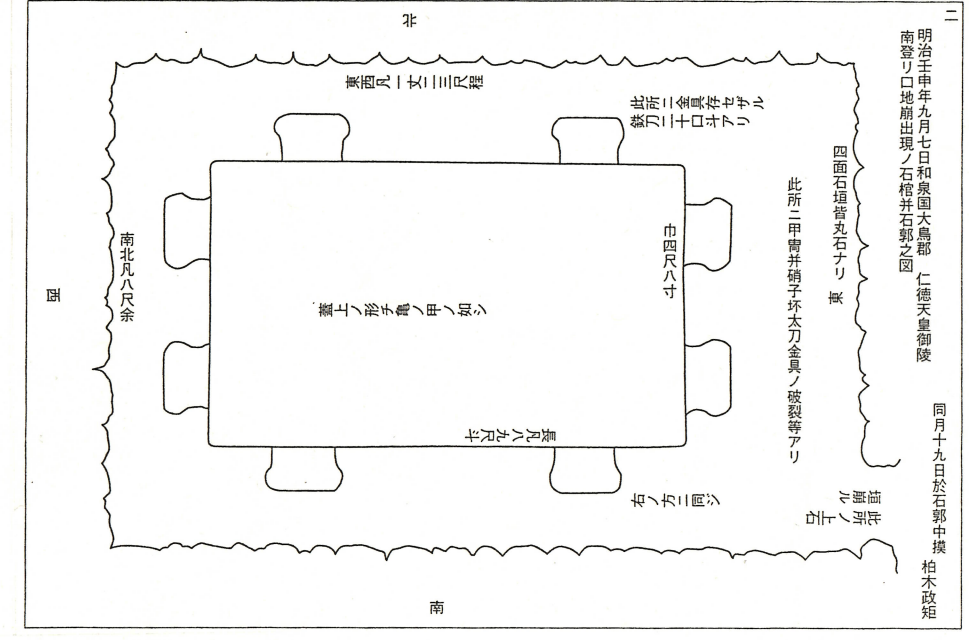 二
明治壬申年九月七日和泉国大鳥郡 仁徳天皇御陵
南登リ口地崩出現ノ石棺并石郭之図
同月十九日於石郭中摸 柏木政矩
北
東西凡一丈二三尺程
此所ニ金具存セザル
鉄刀二十口斗アリ
四面石垣皆丸石ナリ
東
此所ニ甲冑并硝子坏太刀金具ノ破裂等アリ
巾四尺八寸
蓋上ノ形チ亀ノ甲ノ如シ
長凡八九尺斗
南北凡八尺余
西
右ノ方ニ同ジ
此所ノ上石
垣崩ル
南